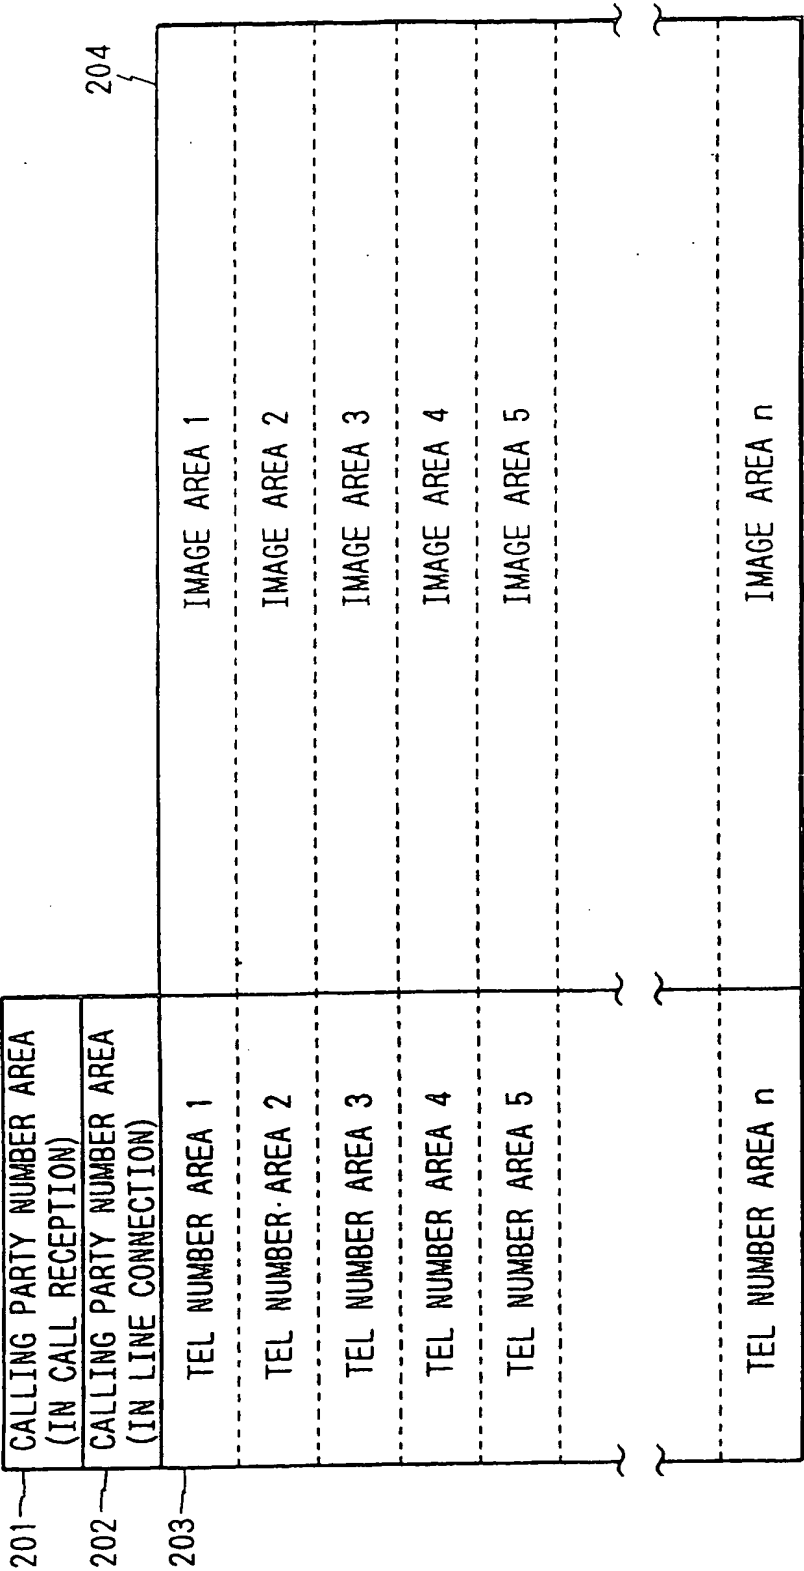 201 CALLING PARTY NUMBER AREA
(IN CALL RECEPTION)
202 CALLING PARTY NUMBER AREA
(IN LINE CONNECTION)
204
203 TEL NUMBER AREA 1 IMAGE AREA 1
TEL NUMBER AREA 2 IMAGE AREA 2
TEL NUMBER AREA 3 IMAGE AREA 3
TEL NUMBER AREA 4 IMAGE AREA 4
TEL NUMBER AREA 5 IMAGE AREA 5
TEL NUMBER AREA n IMAGE AREA n